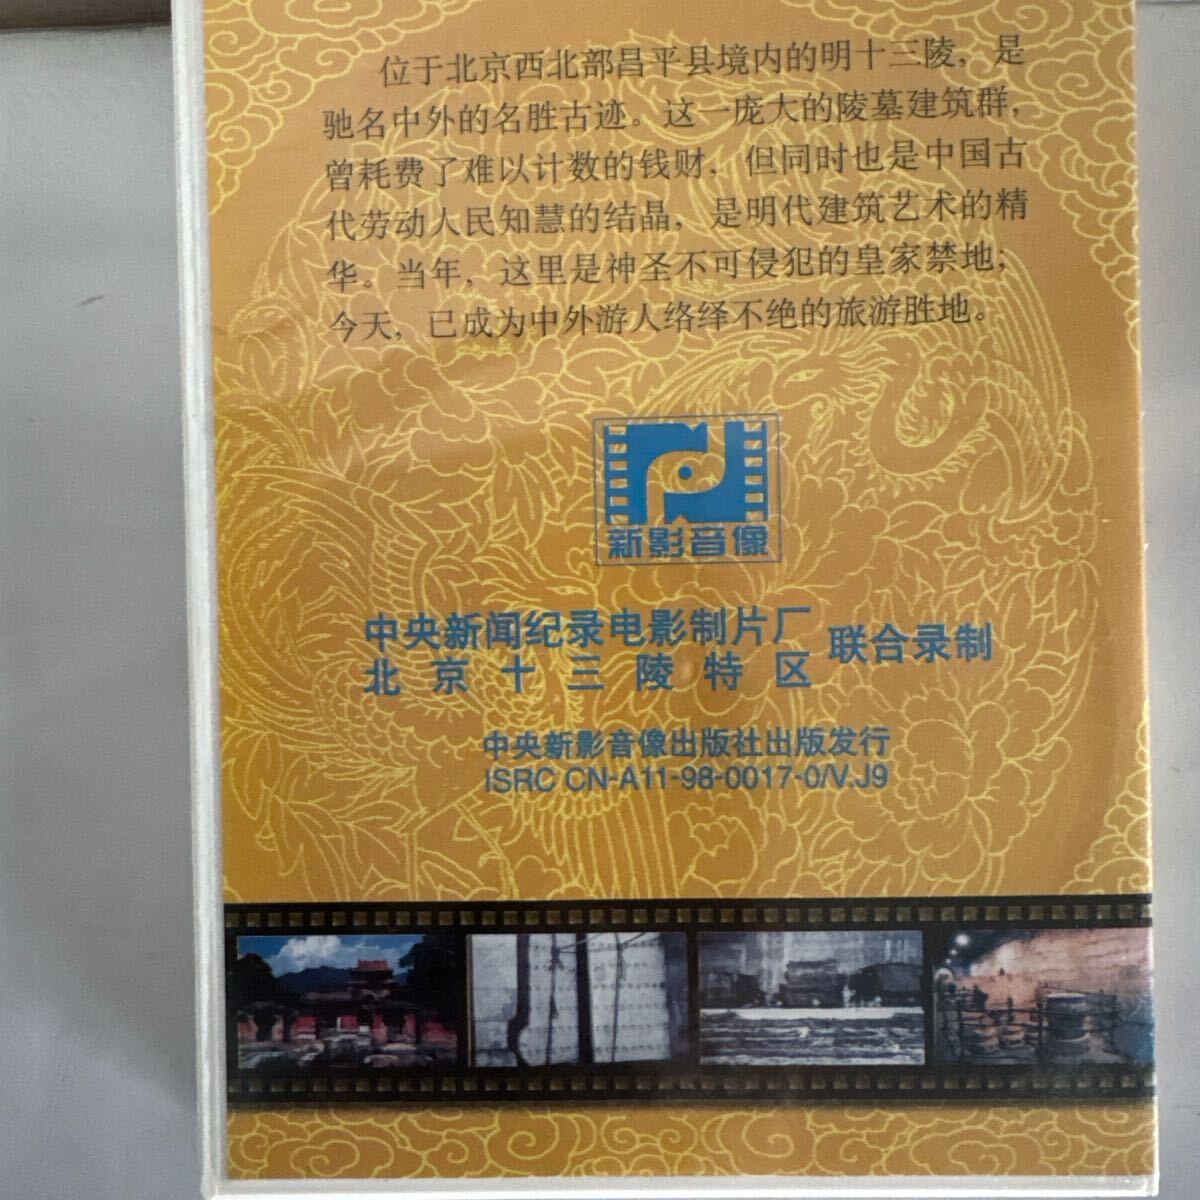 位于北京西北部昌平县境内的明十三陵，是
驰名中外的名胜古迹。这一庞大的陵墓建筑群，
曾耗费了难以计数的钱财，但同时也是中国古
代劳动人民知慧的结晶，是明代建筑艺术的精
华。当年，这里是神圣不可侵犯的皇家禁地；
今天，已成为中外游人络绎不绝的旅游胜地。
新影音像
中央新闻纪录电影制片厂
北京十三陵特区
联合录制
中央新影音像出版社出版发行
ISRC CN-A11-98-0017-0/V.J9